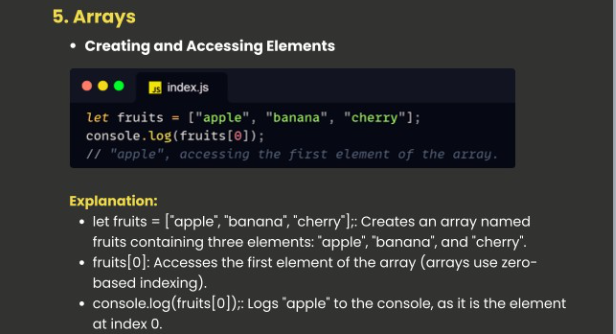 5. Arrays
• Creating and Accessing Elements
JS index.js
let fruits = ["apple", "banana", "cherry"];
console.log(fruits[0]);
// "apple", accessing the first element of the array.
Explanation:
• let fruits = ["apple", "banana", "cherry"];: Creates an array named
fruits containing three elements: "apple", "banana", and "cherry".
• fruits[0]: Accesses the first element of the array (arrays use zero-
based indexing).
• console.log(fruits[0]);: Logs "apple" to the console, as it is the element
at index 0.